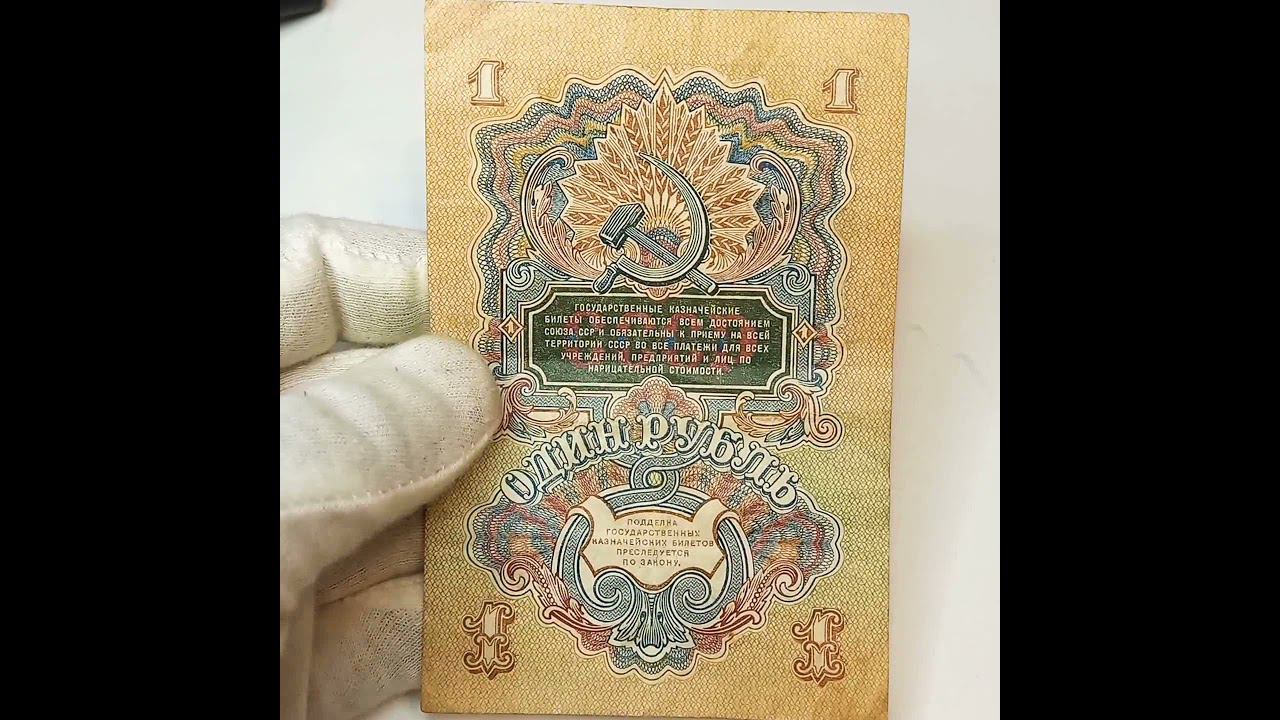 1 1
ГОСУДАРСТВЕННЫЕ КАЗНАЧЕЙСКИЕ
БИЛЕТЫ ОБЕСПЕЧИВАЮТСЯ ВСЕМ ДОСТОЯНИЕМ
СОЮЗА ССР И ОБЯЗАТЕЛЬНЫ К ПРИЕМУ НА ВСЕЙ
ТЕРРИТОРИИ СССР ВО ВСЕ ПЛАТЕЖИ ДЛЯ ВСЕХ
УЧРЕЖДЕНИЙ, ПРЕДПРИЯТИЙ И ЛИЦ ПО
НАРИЦАТЕЛЬНОЙ СТОИМОСТИ.
ОДИН РУБЛЬ
ПОДДЕЛКА
ГОСУДАРСТВЕННЫХ
КАЗНАЧЕЙСКИХ БИЛЕТОВ
ПРЕСЛЕДУЕТСЯ
ПО ЗАКОНУ.
1 1